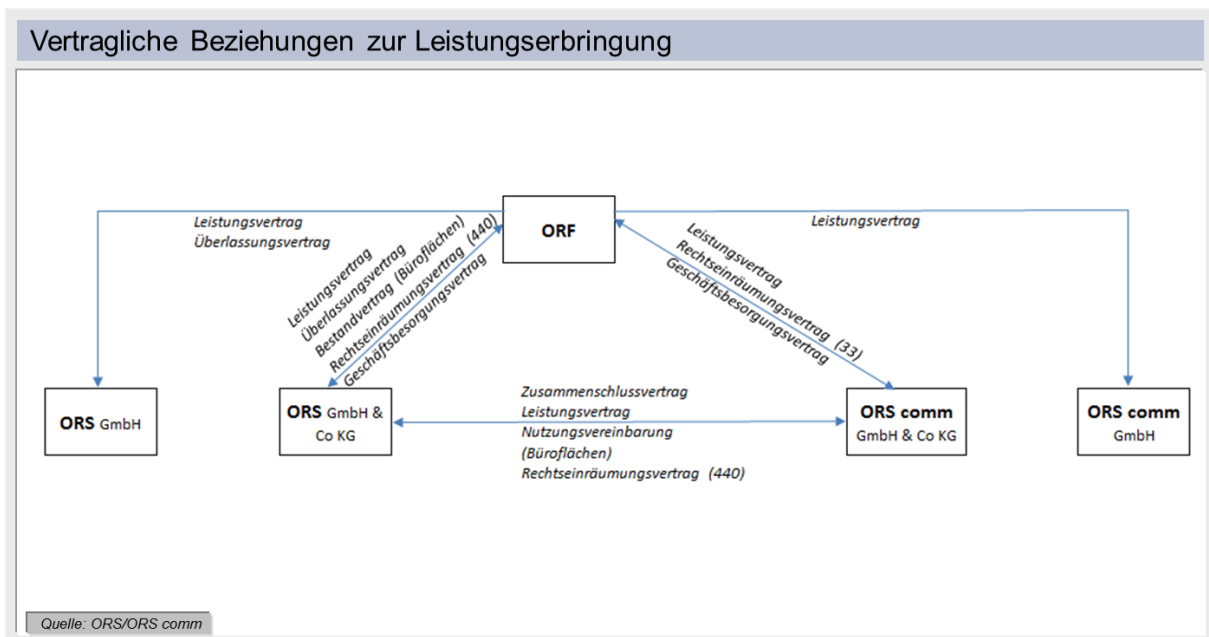 Vertragliche Beziehungen zur Leistungserbringung
ORF
Leistungsvertrag
Überlassungsvertrag
Leistungsvertrag
Überlassungsvertrag
Bestandvertrag (Büroflächen)
Rechtseinräumungsvertrag (440)
Geschäftsbesorgungsvertrag
Leistungsvertrag
Rechtseinräumungsvertrag (33)
Geschäftsbesorgungsvertrag
Leistungsvertrag
ORS GmbH
ORS GmbH &
Co KG
Zusammenschlussvertrag
Leistungsvertrag
Nutzungsvereinbarung
(Büroflächen)
Rechtseinräumungsvertrag (440)
ORS comm
GmbH & Co KG
ORS comm
GmbH
Quelle: ORS/ORS comm